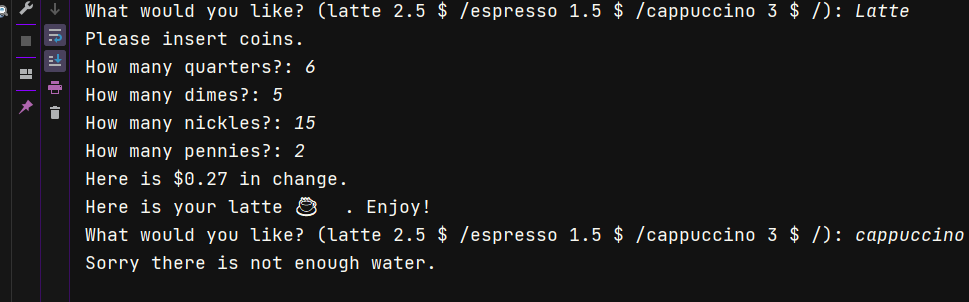 What would you like? (latte 2.5 $ /espresso 1.5 $ /cappuccino 3 $ /): Latte
Please insert coins.
How many quarters?: 6
How many dimes?: 5
How many nickles?: 15
How many pennies?: 2
Here is $0.27 in change.
Here is your latte ☕ . Enjoy!
What would you like? (latte 2.5 $ /espresso 1.5 $ /cappuccino 3 $ /): cappuccino
Sorry there is not enough water.